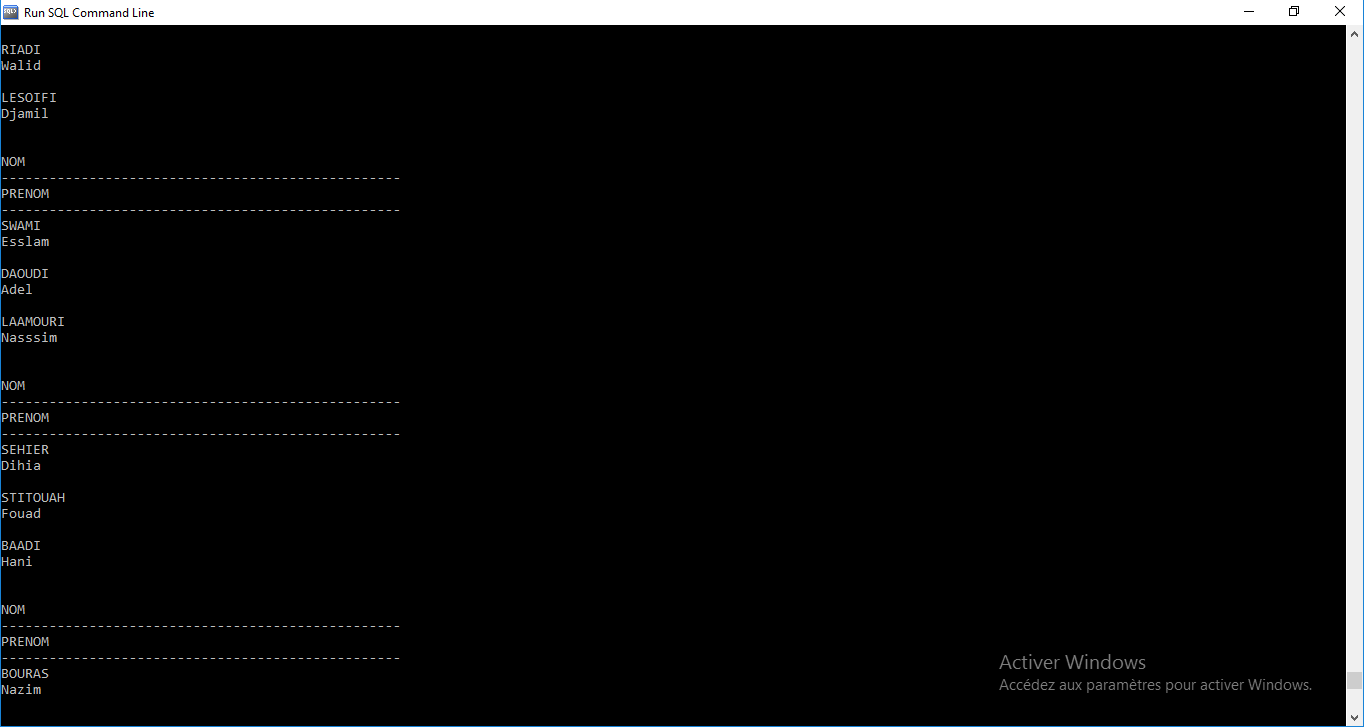 Run SQL Command Line
RIADI
Walid
LESOIFI
Djamil
NOM
--------------------------------------------------
PRENOM
--------------------------------------------------
SWAMI
Esslam
DAOUDI
Adel
LAAMOURI
Nasssim
NOM
--------------------------------------------------
PRENOM
--------------------------------------------------
SEHIER
Dihia
STITOUAH
Fouad
BAADI
Hani
NOM
--------------------------------------------------
PRENOM
--------------------------------------------------
BOURAS
Nazim
Activer Windows
Accédez aux paramètres pour activer Windows.